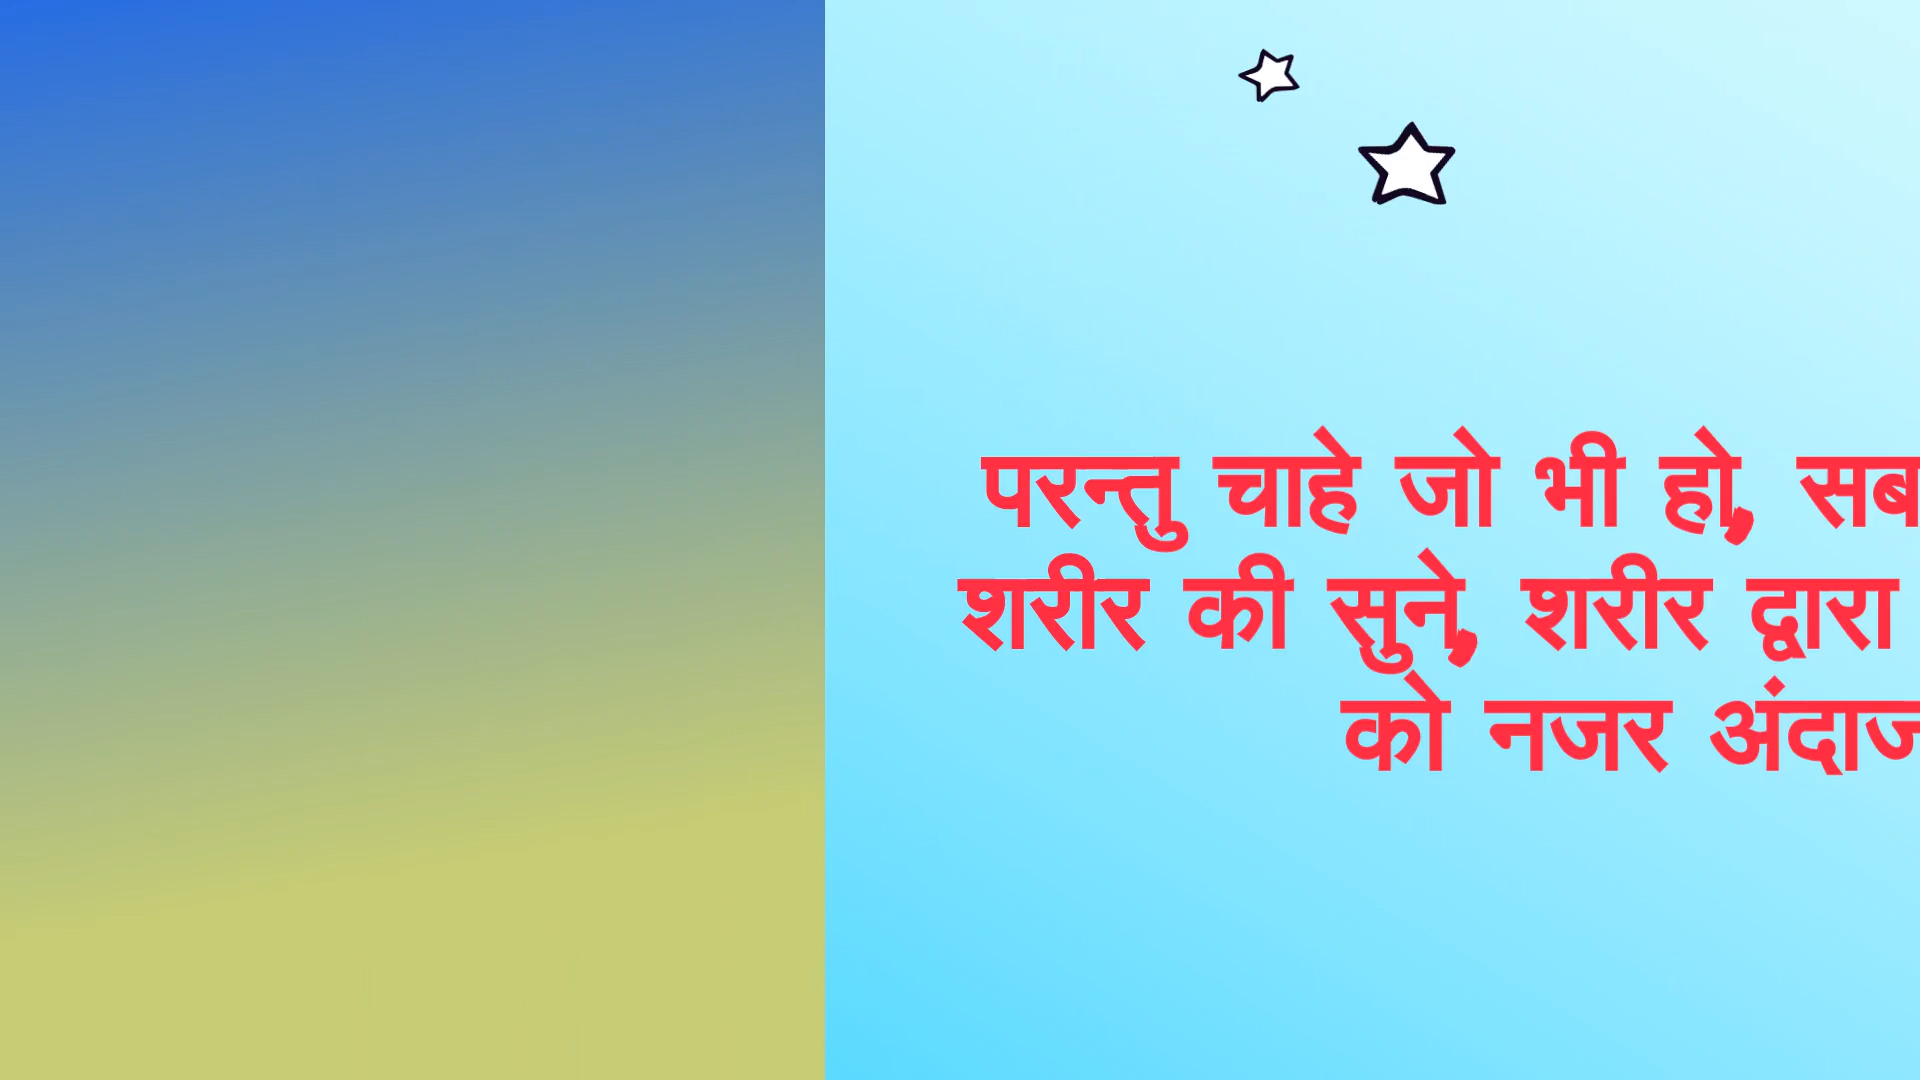 परन्तु चाहे जो भी हो, सब
शरीर की सुने, शरीर द्वारा
को नजर अंदाज